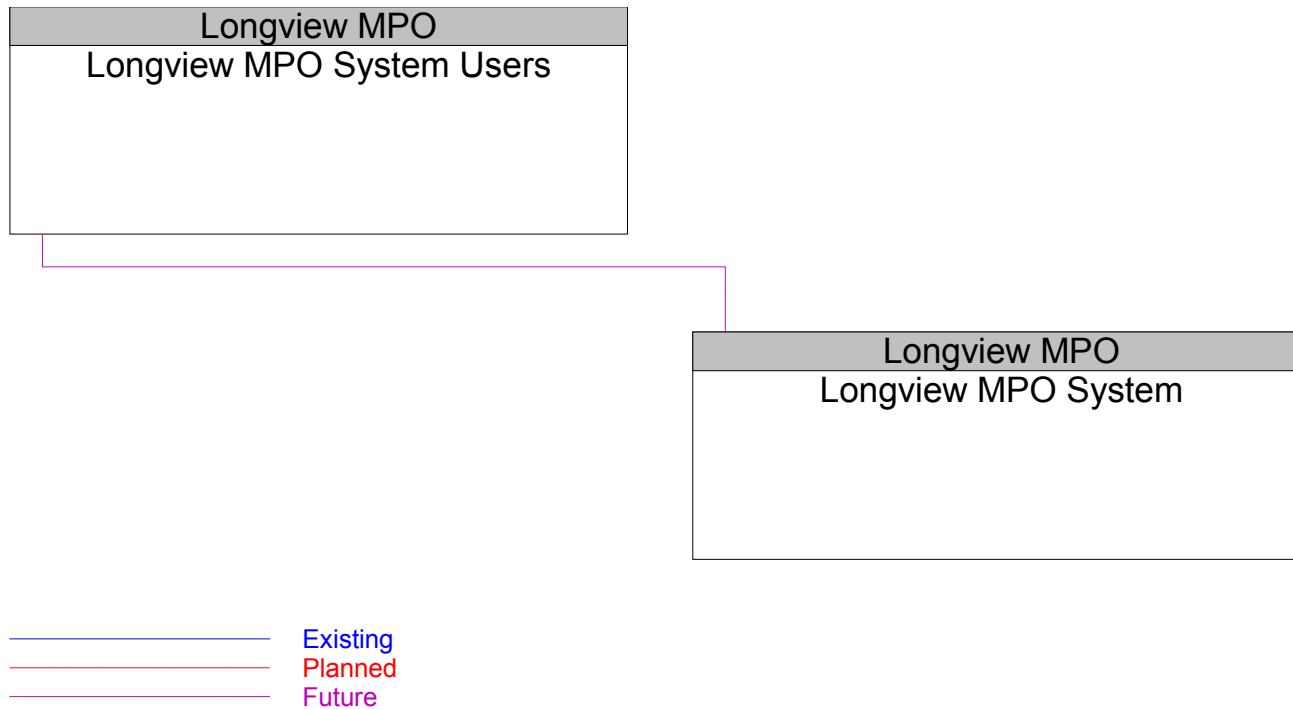 Longview MPO
Longview MPO System Users
Longview MPO
Longview MPO System
Existing
Planned
Future